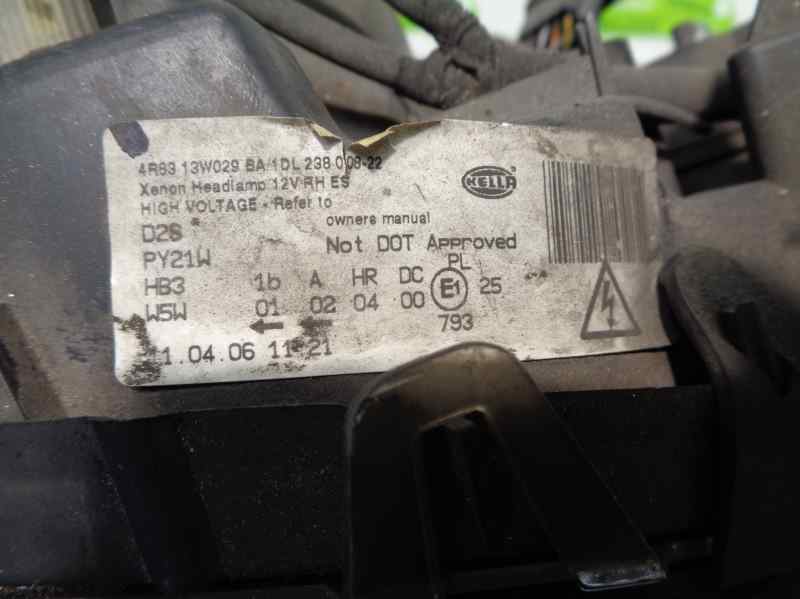 4R83 13W029 BA/1DL 238 008-22
Xenon Headlamp 12V RH ES
HELLA
HIGH VOLTAGE - Refer to
owners manual
D2S
Not DOT Approved
PY21W
PL
HB3 1b A HR DC E1 25
W5W 01 02 04 00
793
1.04.06 11:21